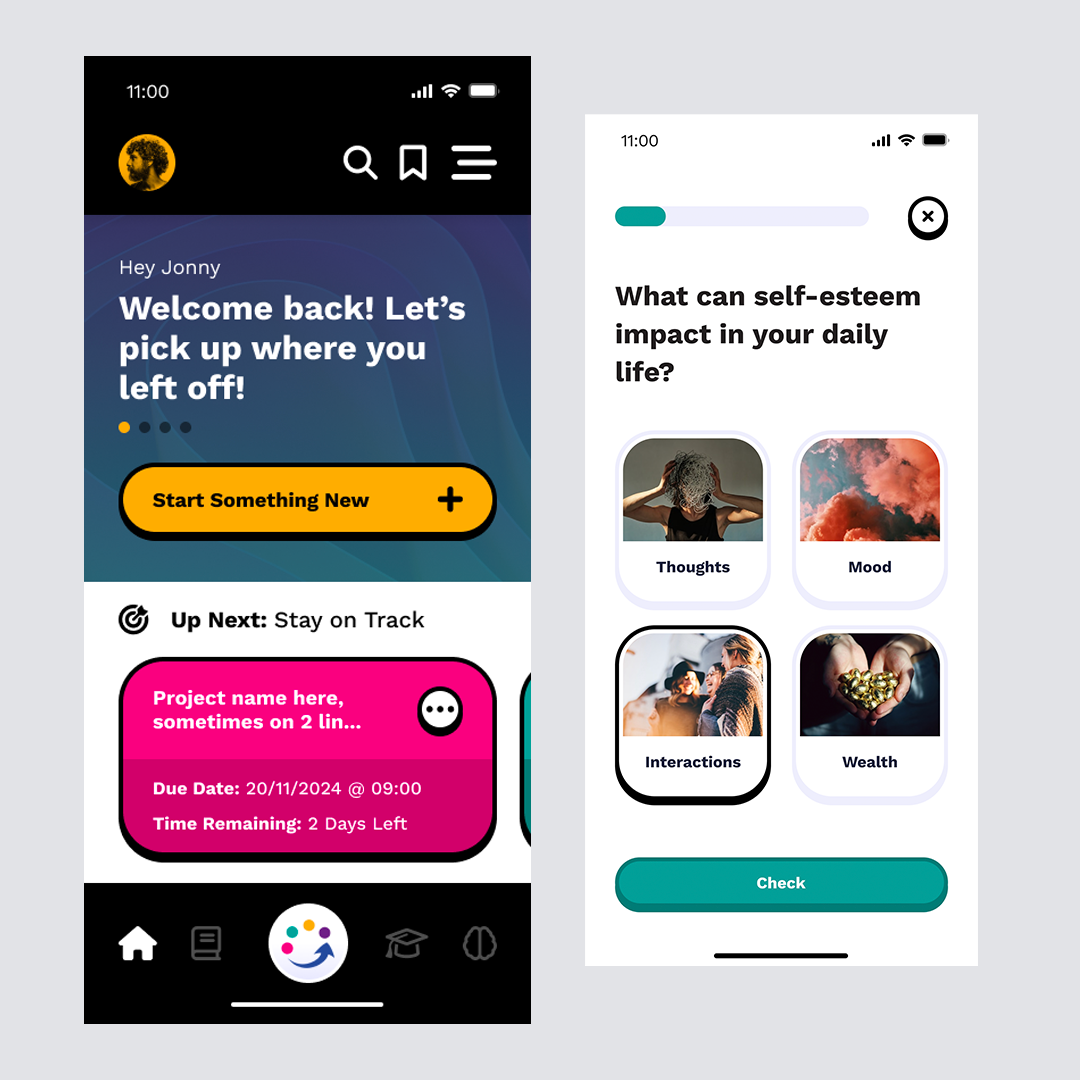 11:00
Hey Jonny
Welcome back! Let’s
pick up where you
left off!
Start Something New
Up Next: Stay on Track
Project name here,
sometimes on 2 lin...
Due Date: 20/11/2024 @ 09:00
Time Remaining: 2 Days Left
11:00
What can self-esteem
impact in your daily
life?
Thoughts
Mood
Interactions
Wealth
Check